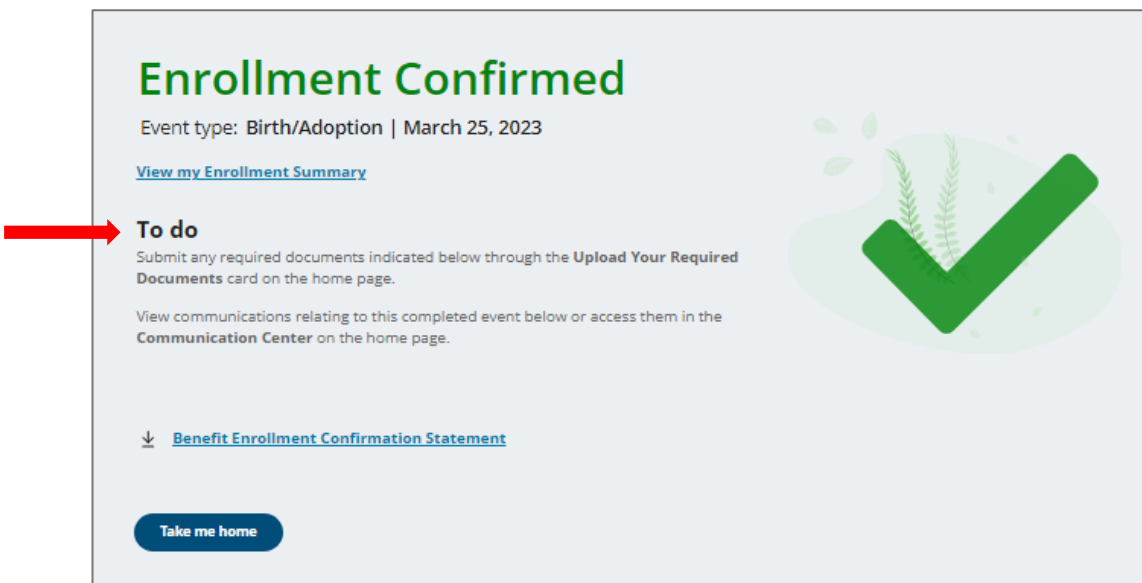 Enrollment Confirmed
Event type: Birth/Adoption | March 25, 2023
View my Enrollment Summary
To do
Submit any required documents indicated below through the Upload Your Required
Documents card on the home page.
View communications relating to this completed event below or access them in the
Communication Center on the home page.
Benefit Enrollment Confirmation Statement
Take me home